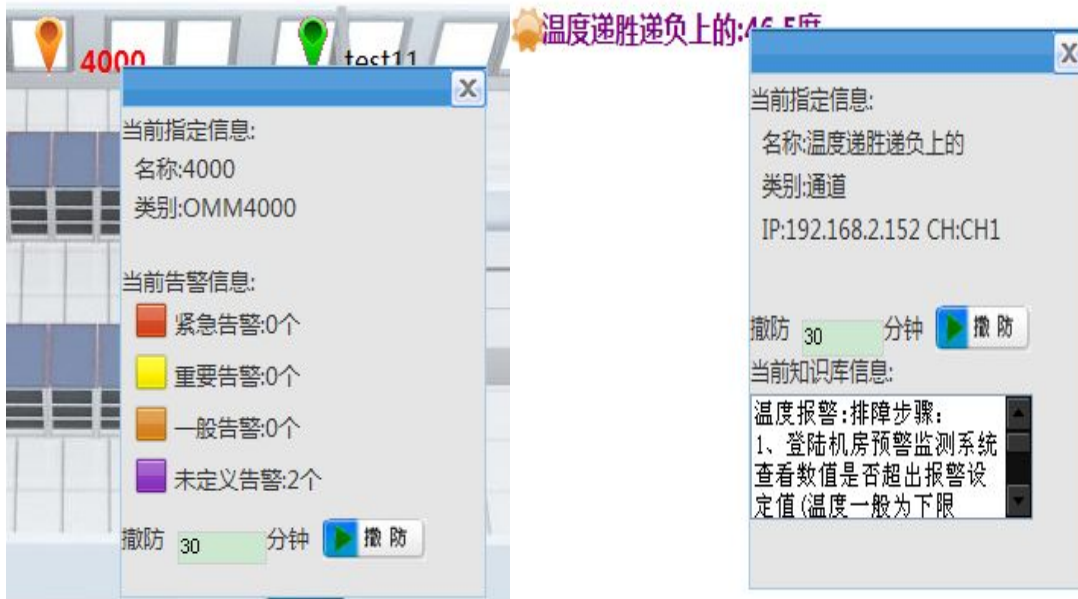 4000
test11
当前指定信息:
名称:4000
类别:OMM4000
当前告警信息:
紧急告警:0个
重要告警:0个
一般告警:0个
未定义告警:2个
撤防 30 分钟 撤防
温度递胜递负上的:46.5度
当前指定信息:
名称:温度递胜递负上的
类别:通道
IP:192.168.2.152 CH:CH1
撤防 30 分钟 撤防
当前知识库信息:
温度报警:排障步骤:
1、登陆机房预警监测系统
查看数值是否超出报警设
定值(温度一般为下限